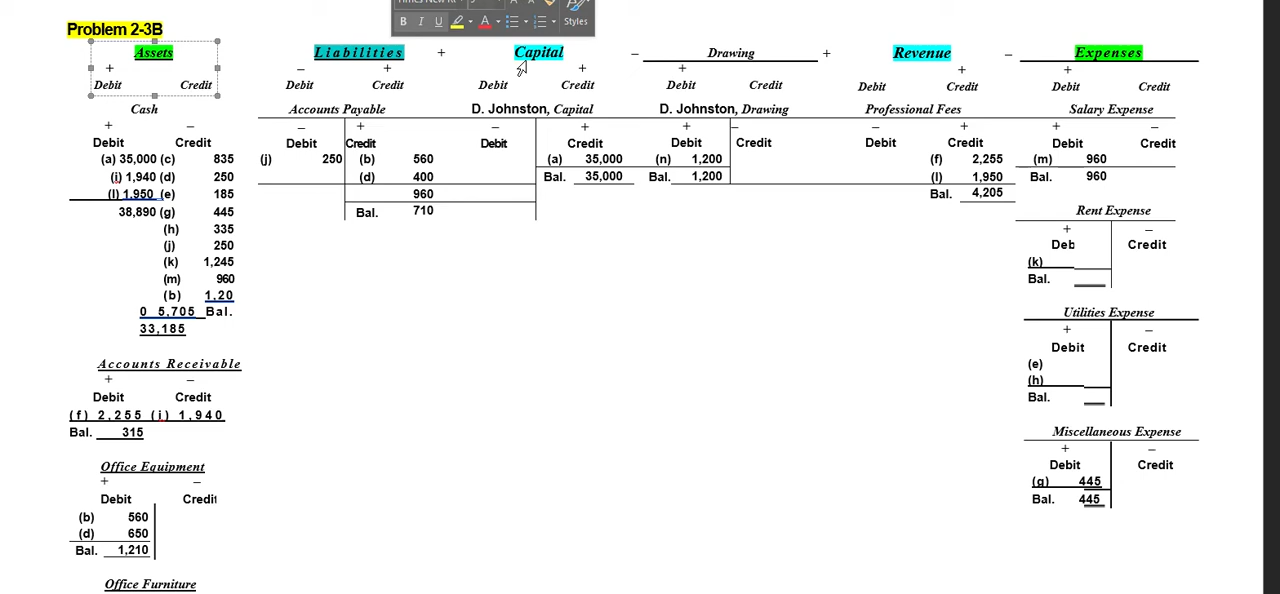 B I U A Styles
Problem 2-3B
Assets Liabilities + Capital – Drawing + Revenue – Expenses
+ – + + + + +
Debit Credit Debit Credit Debit Credit Debit Credit Debit Credit Debit Credit
Cash Accounts Payable D. Johnston, Capital D. Johnston, Drawing Professional Fees Salary Expense
+ – – + – + + – – + + –
Debit Credit Debit Credit Debit Credit Debit Credit Debit Credit Debit Credit
(a) 35,000 (c) 835 (j) 250 (b) 560 (a) 35,000 (n) 1,200 (f) 2,255 (m) 960
(i) 1,940 (d) 250 (d) 400 Bal. 35,000 Bal. 1,200 (l) 1,950 Bal. 960
(l) 1,950 (e) 185 960 Bal. 4,205
38,890 (g) 445 Bal. 710 Rent Expense
(h) 335 + –
(j) 250 Deb Credit
(k) 1,245 (k)
(m) 960 Bal.
(b) 1,20
0 5,705 Bal. Utilities Expense
33,185 + –
Debit Credit
Accounts Receivable (e)
+ – (h)
Debit Credit Bal.
(f) 2,255 (i) 1,940
Bal. 315 Miscellaneous Expense
+ –
Office Equipment Debit Credit
+ – (g) 445
Debit Credit Bal. 445
(b) 560
(d) 650
Bal. 1,210
Office Furniture